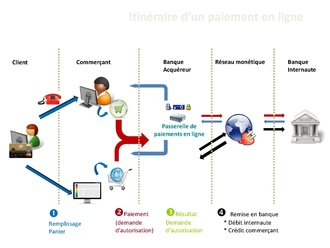 Itinéraire d'un paiement en ligne
Client
Commerçant
Banque
Acquéreur
Réseau monétique
Banque
Internaute
Passerelle de
paiements en ligne
1
Remplissage
Panier
2
Paiement
(demande
d'autorisation)
3
Résultat
Demande
d'autorisation
4
Remise en banque
* Débit internaute
* Crédit commerçant